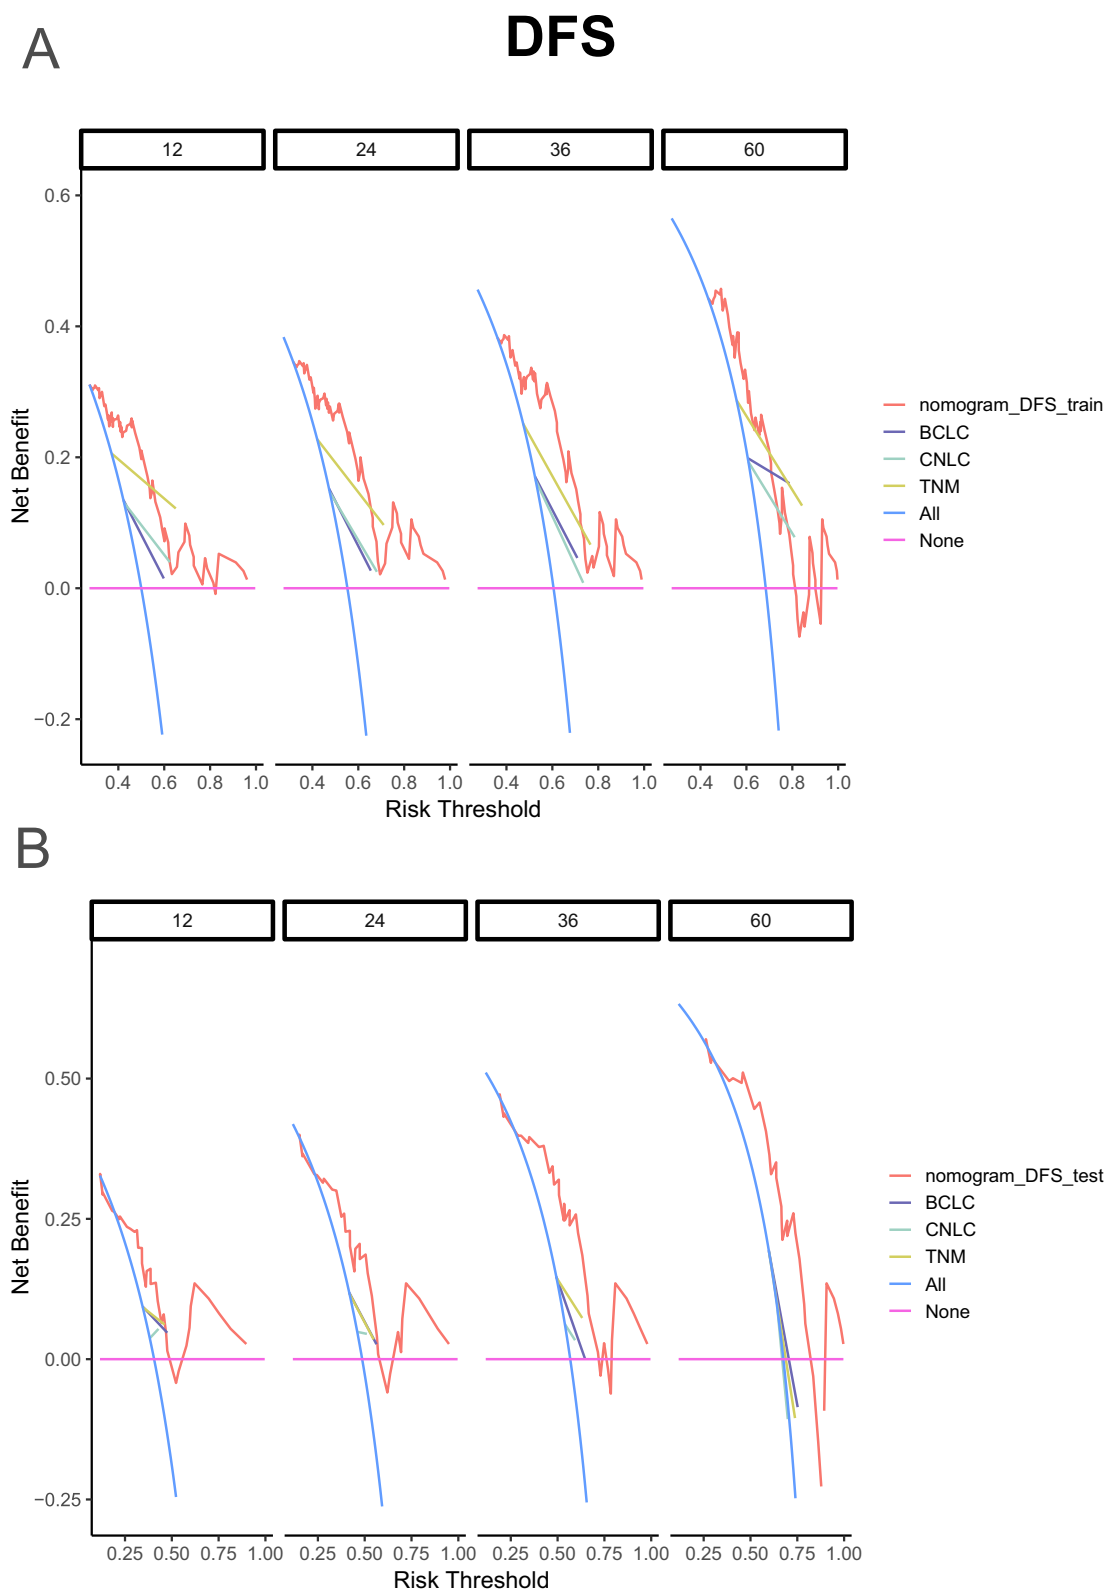 DFS
A
12 24 36 60
0.6
0.4
0.2
0.0
−0.2
Net Benefit
0.4 0.6 0.8 1.0 0.4 0.6 0.8 1.0 0.4 0.6 0.8 1.0 0.4 0.6 0.8 1.0
Risk Threshold
nomogram_DFS_train
BCLC
CNLC
TNM
All
None
B
12 24 36 60
0.50
0.25
0.00
−0.25
Net Benefit
0.25 0.50 0.75 1.00 0.25 0.50 0.75 1.00 0.25 0.50 0.75 1.00 0.25 0.50 0.75 1.00
Risk Threshold
nomogram_DFS_test
BCLC
CNLC
TNM
All
None